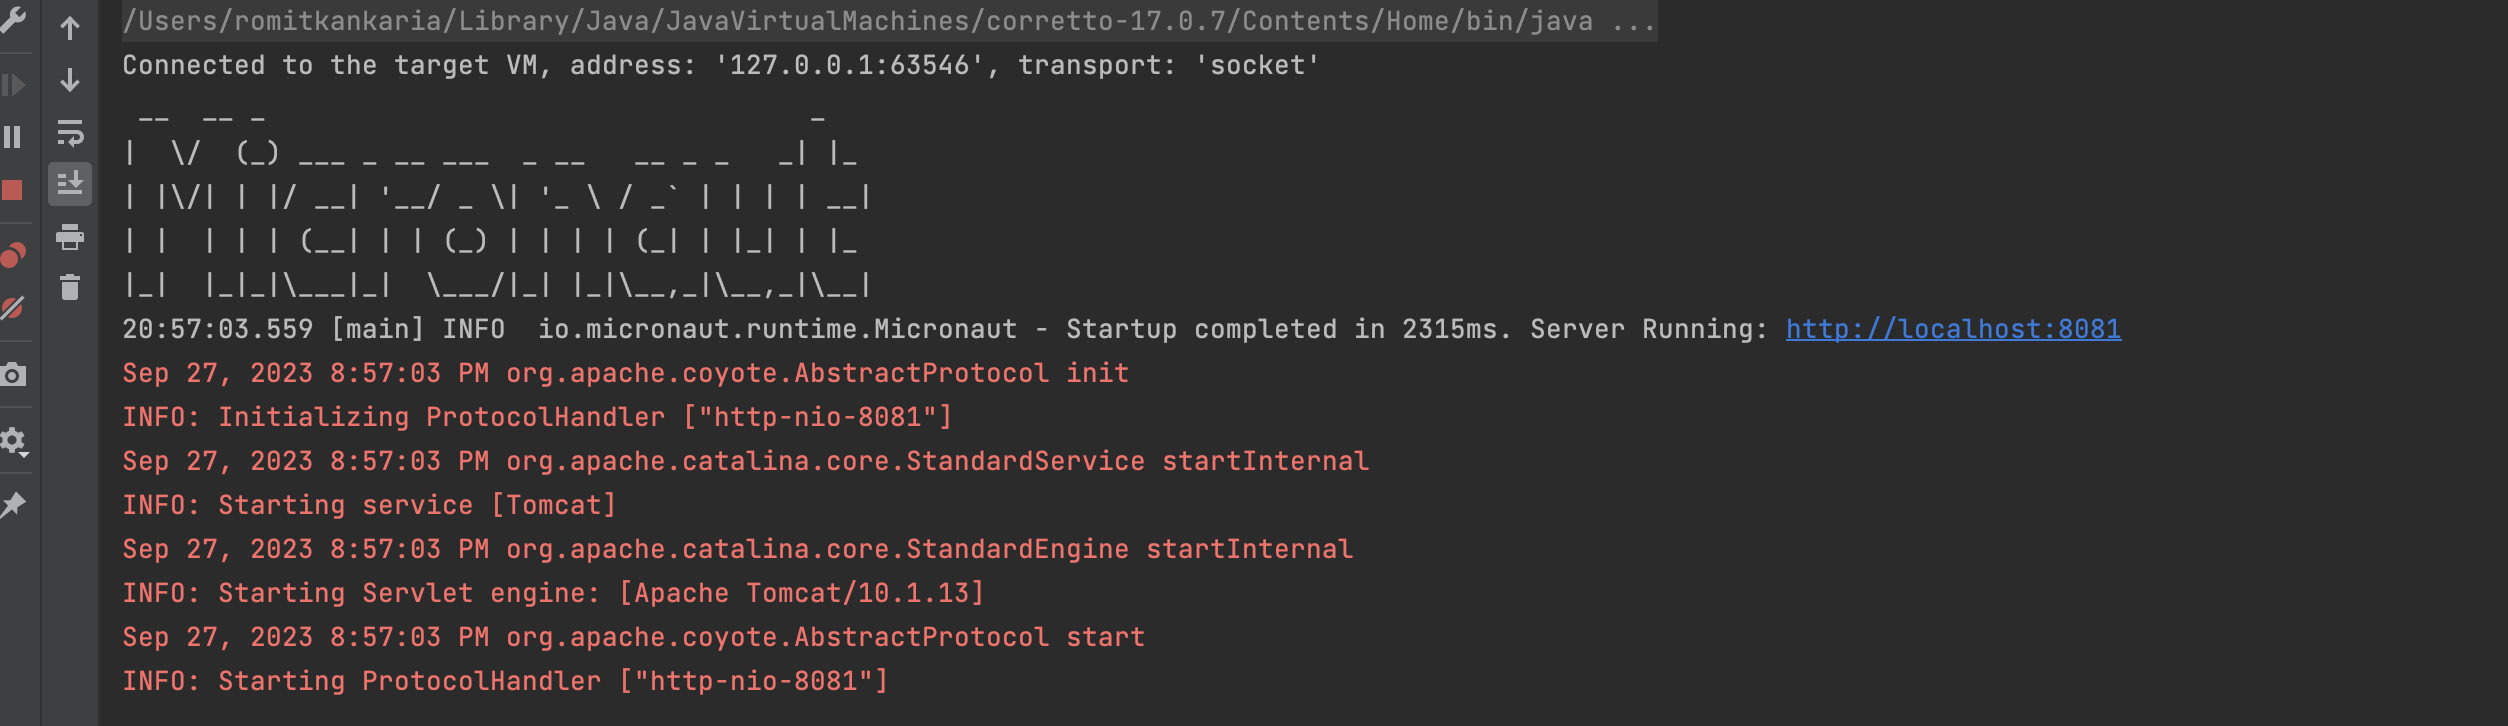 /Users/romitkankaria/Library/Java/JavaVirtualMachines/corretto-17.0.7/Contents/Home/bin/java ...
Connected to the target VM, address: '127.0.0.1:63546', transport: 'socket'
 __  __ _                                  _
|  \/  (_) ___ _ __ ___  _ __   __ _ _   _| |_
| |\/| | |/ __| '__/ _ \| '_ \ / _` | | | | __|
| |  | | | (__| | | (_) | | | | (_| | |_| | |_
|_|  |_|_|\___|_|  \___/|_| |_|\__,_|\__,_|\__|
20:57:03.559 [main] INFO  io.micronaut.runtime.Micronaut - Startup completed in 2315ms. Server Running: http://localhost:8081
Sep 27, 2023 8:57:03 PM org.apache.coyote.AbstractProtocol init
INFO: Initializing ProtocolHandler ["http-nio-8081"]
Sep 27, 2023 8:57:03 PM org.apache.catalina.core.StandardService startInternal
INFO: Starting service [Tomcat]
Sep 27, 2023 8:57:03 PM org.apache.catalina.core.StandardEngine startInternal
INFO: Starting Servlet engine: [Apache Tomcat/10.1.13]
Sep 27, 2023 8:57:03 PM org.apache.coyote.AbstractProtocol start
INFO: Starting ProtocolHandler ["http-nio-8081"]